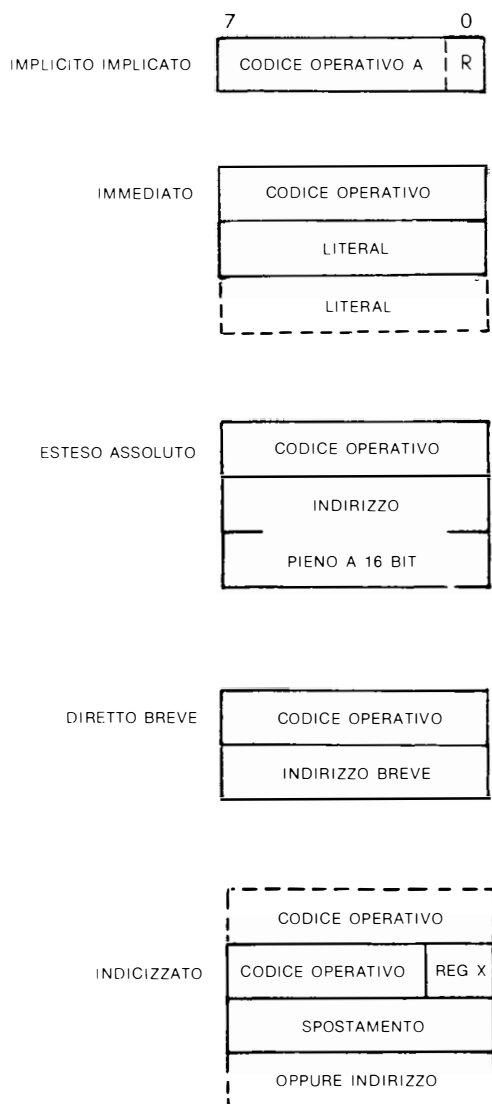 7 0
IMPLICITO IMPLICATO CODICE OPERATIVO A R
IMMEDIATO CODICE OPERATIVO
LITERAL
LITERAL
ESTESO ASSOLUTO CODICE OPERATIVO
INDIRIZZO
PIENO A 16 BIT
DIRETTO BREVE CODICE OPERATIVO
INDIRIZZO BREVE
CODICE OPERATIVO
INDICIZZATO CODICE OPERATIVO REG X
SPOSTAMENTO
OPPURE INDIRIZZO